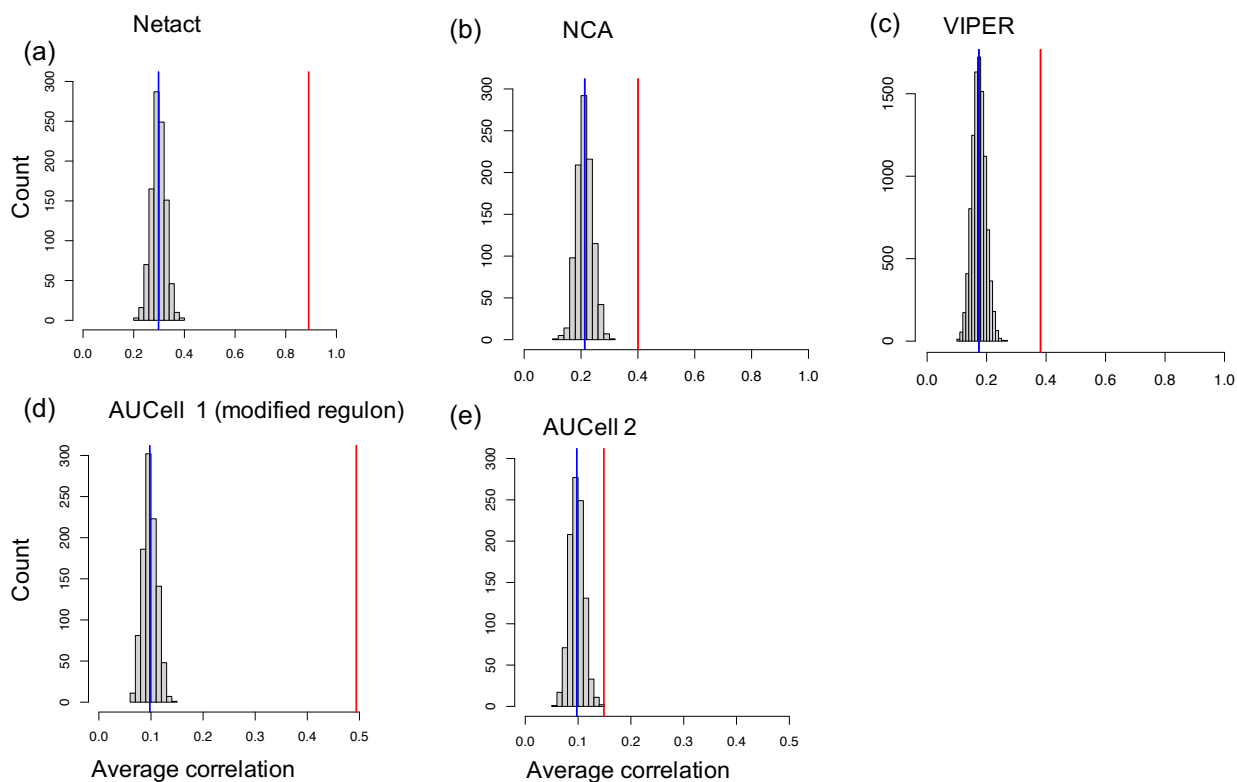 Netact
(a)
Count
300
250
200
150
100
50
0
0.0 0.2 0.4 0.6 0.8 1.0
(b)
NCA
300
250
200
150
100
50
0
0.0 0.2 0.4 0.6 0.8 1.0
(c)
VIPER
1500
1000
500
0
0.0 0.2 0.4 0.6 0.8 1.0
(d)
AUCell 1 (modified regulon)
Count
300
250
200
150
100
50
0
0.0 0.1 0.2 0.3 0.4 0.5
Average correlation
(e)
AUCell 2
300
250
200
150
100
50
0
0.0 0.1 0.2 0.3 0.4 0.5
Average correlation